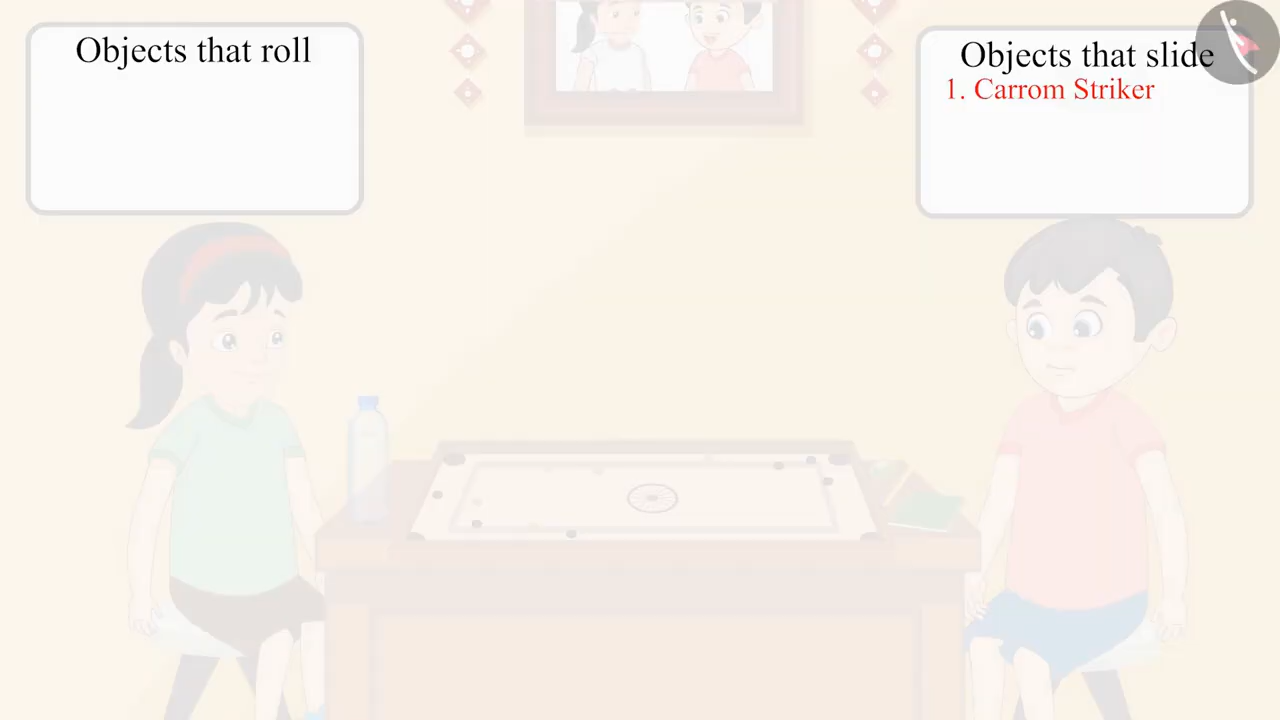 Objects that roll
Objects that slide
1. Carrom Striker